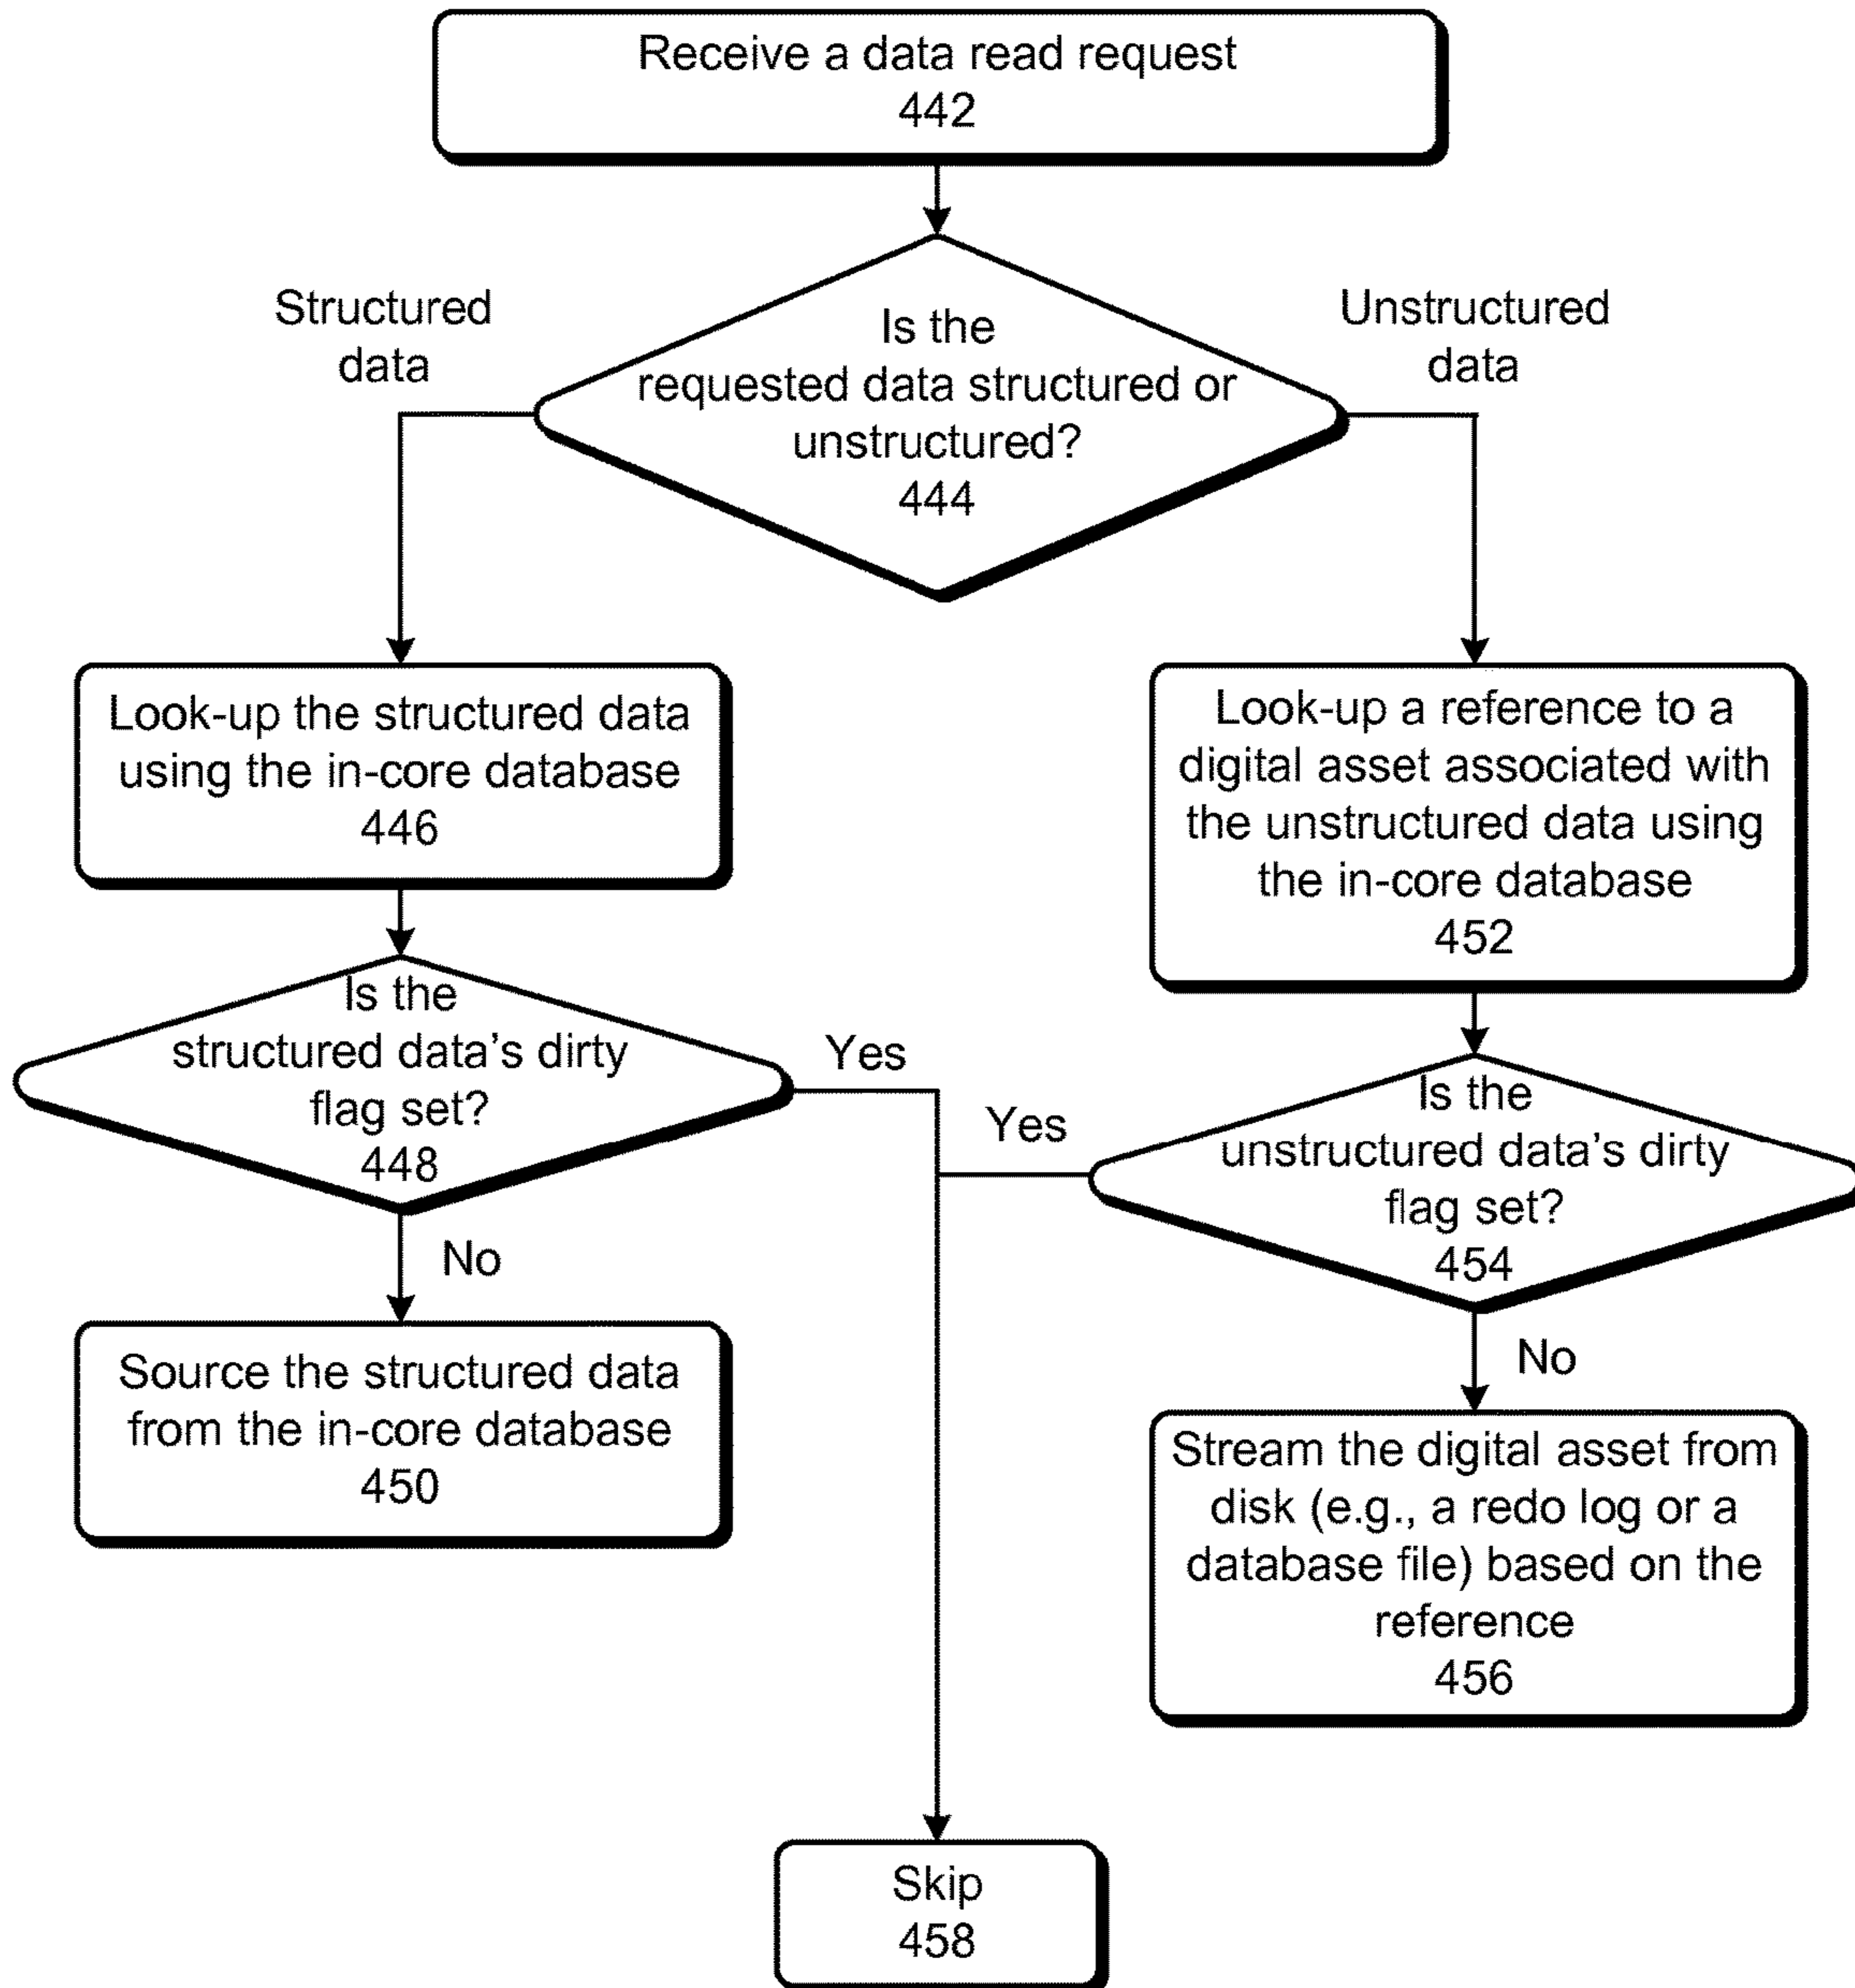 Receive a data read request
442
Structured
data
Is the
requested data structured or
unstructured?
444
Unstructured
data
Look-up the structured data
using the in-core database
446
Look-up a reference to a
digital asset associated with
the unstructured data using
the in-core database
452
Is the
structured data's dirty
flag set?
448
Yes
Yes
Is the
unstructured data's dirty
flag set?
454
No
Source the structured data
from the in-core database
450
No
Stream the digital asset from
disk (e.g., a redo log or a
database file) based on the
reference
456
Skip
458